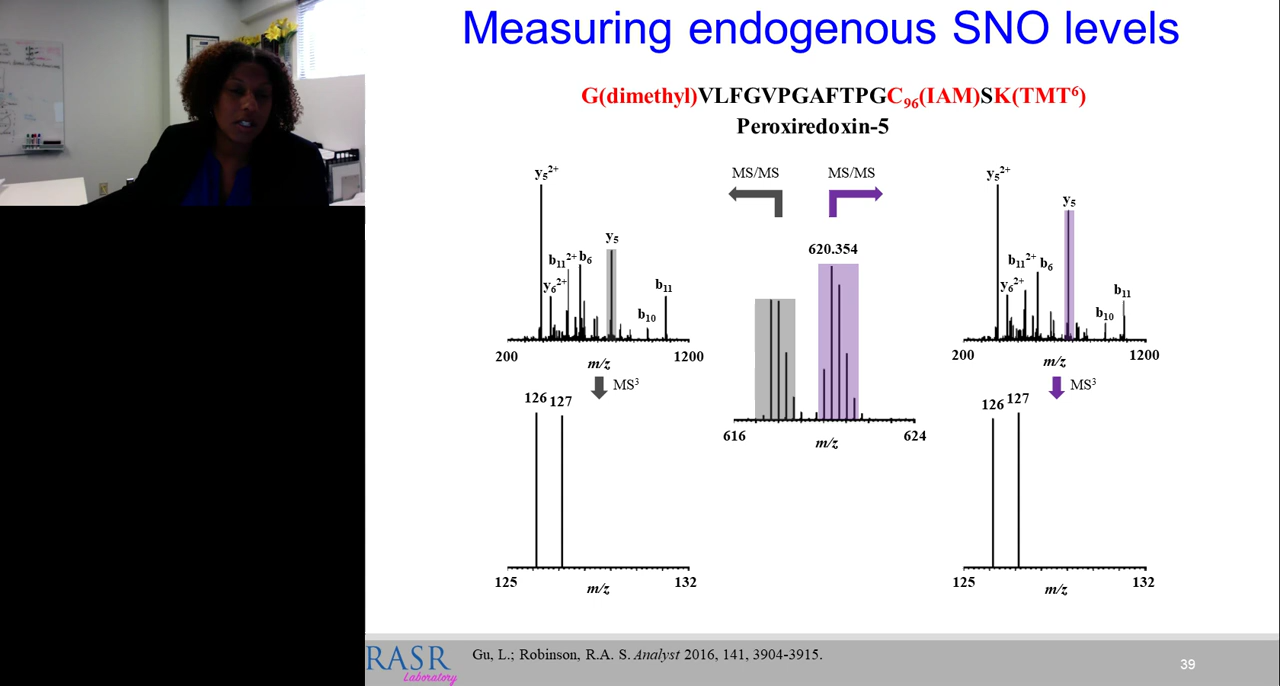 Measuring endogenous SNO levels
G(dimethyl)VLFGVPGAFTPGC₉₆(IAM)SK(TMT⁶)
Peroxiredoxin-5
y₅²⁺
y₆²⁺
b₁₁²⁺ b₆
y₅
b₁₀
b₁₁
200
1200
m/z
MS³
126 127
125
132
m/z
MS/MS
MS/MS
620.354
616
624
m/z
y₅²⁺
y₆²⁺
b₁₁²⁺ b₆
y₅
b₁₀
b₁₁
200
1200
m/z
MS³
126 127
125
132
m/z
RASR
Laboratory
Gu, L.; Robinson, R.A. S. Analyst 2016, 141, 3904-3915.
39